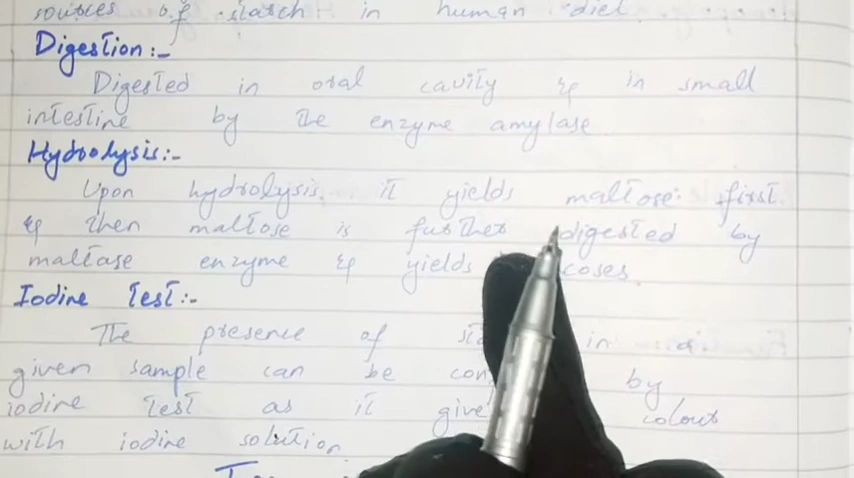 sources of starch in human diet.
Digestion:-
Digested in oral cavity & in small
intestine by the enzyme amylase
Hydrolysis:-
Upon hydrolysis, it yields maltose first
& then maltose is further digested by
maltase enzyme & yields coses.
Iodine Test:-
The presence of in a
given sample can be by
iodine test as it colour
with iodine solution